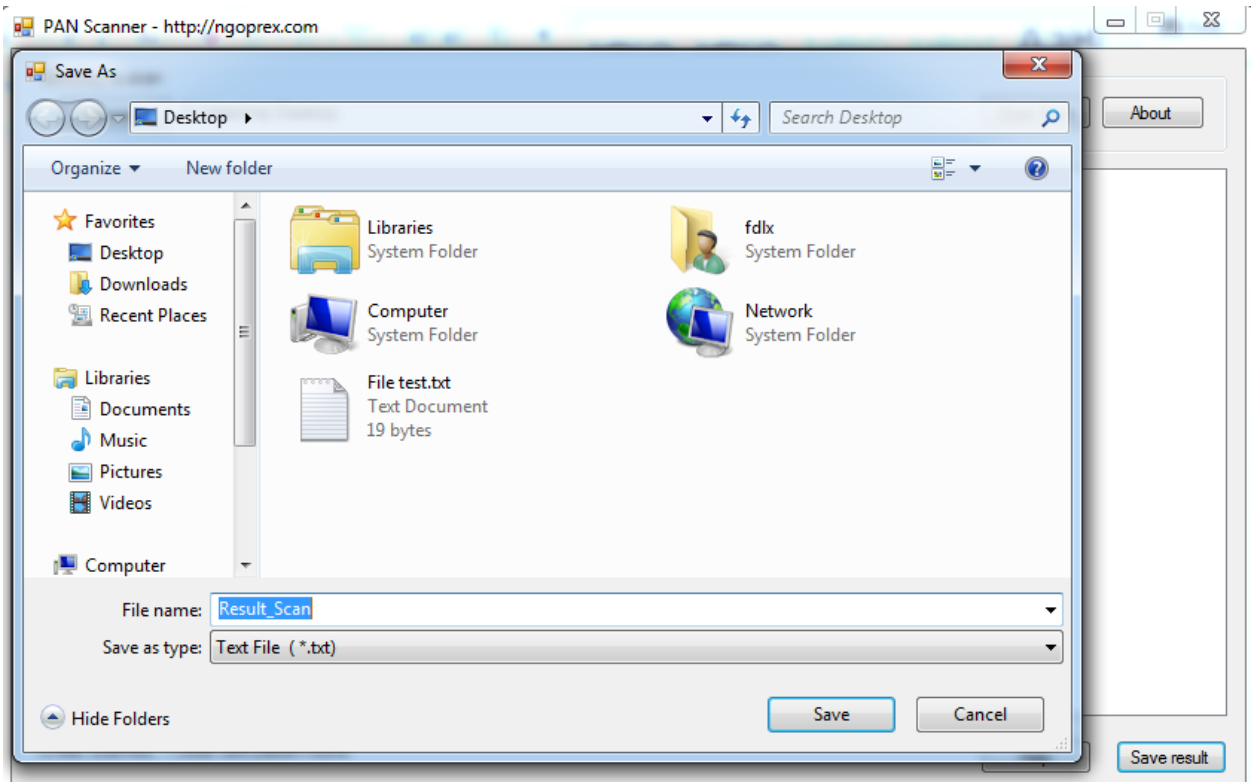 PAN Scanner - http://ngoprex.com
Save As
Desktop
Search Desktop
About
Organize
New folder
Favorites
Desktop
Downloads
Recent Places
Libraries
Documents
Music
Pictures
Videos
Computer
Libraries
System Folder
fdlx
System Folder
Computer
System Folder
Network
System Folder
File test.txt
Text Document
19 bytes
File name: Result_Scan
Save as type: Text File ( *.txt)
Hide Folders
Save
Cancel
Save result